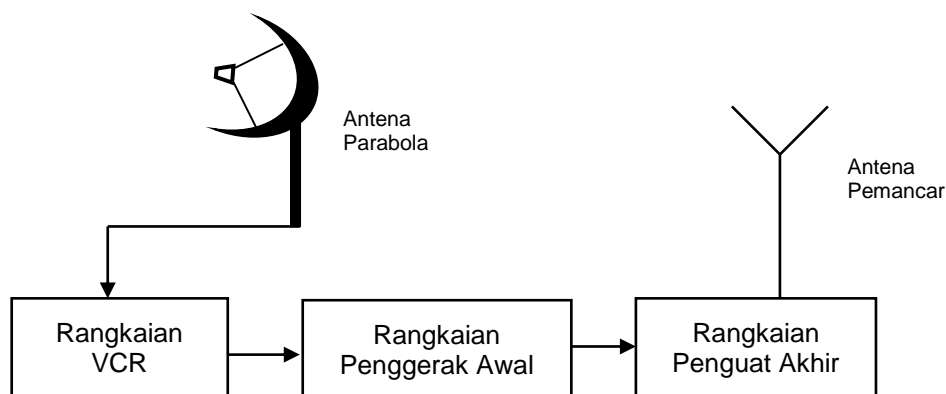 Antena
Parabola
Antena
Pemancar
Rangkaian
VCR
Rangkaian
Penggerak Awal
Rangkaian
Penguat Akhir